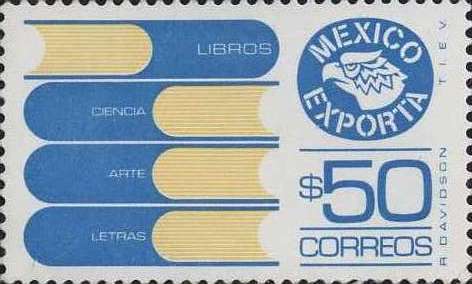 LIBROS
CIENCIA
ARTE
LETRAS
MEXICO
EXPORTA
$50
CORREOS
R DAVIDSON T.I.E.V.